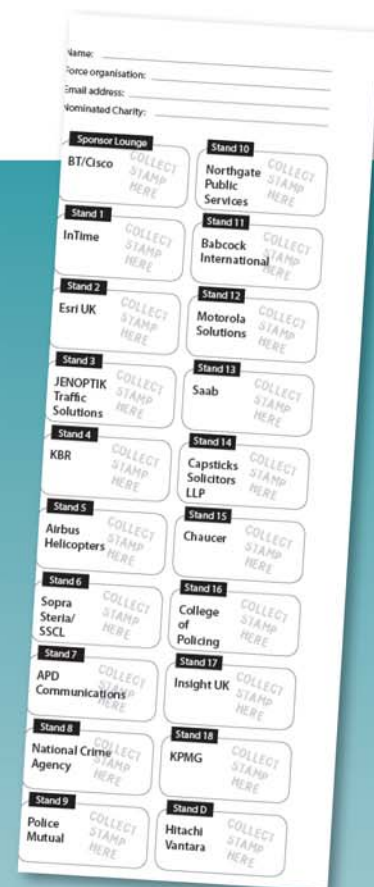 Name:
Force organisation:
Email address:
Nominated Charity:
Sponsor Lounge
BT/Cisco
COLLECT
STAMP
HERE
Stand 1
InTime
COLLECT
STAMP
HERE
Stand 2
Esri UK
COLLECT
STAMP
HERE
Stand 3
JENOPTIK
Traffic
Solutions
COLLECT
STAMP
HERE
Stand 4
KBR
COLLECT
STAMP
HERE
Stand 5
Airbus
Helicopters
COLLECT
STAMP
HERE
Stand 6
Sopra
Steria/
SSCL
COLLECT
STAMP
HERE
Stand 7
APD
Communications
COLLECT
STAMP
HERE
Stand 8
National Crime
Agency
COLLECT
STAMP
HERE
Stand 9
Police
Mutual
COLLECT
STAMP
HERE
Stand 10
Northgate
Public
Services
COLLECT
STAMP
HERE
Stand 11
Babcock
International
COLLECT
STAMP
HERE
Stand 12
Motorola
Solutions
COLLECT
STAMP
HERE
Stand 13
Saab
COLLECT
STAMP
HERE
Stand 14
Capsticks
Solicitors
LLP
COLLECT
STAMP
HERE
Stand 15
Chaucer
COLLECT
STAMP
HERE
Stand 16
College
of
Policing
COLLECT
STAMP
HERE
Stand 17
Insight UK
COLLECT
STAMP
HERE
Stand 18
KPMG
COLLECT
STAMP
HERE
Stand D
Hitachi
Vantara
COLLECT
STAMP
HERE